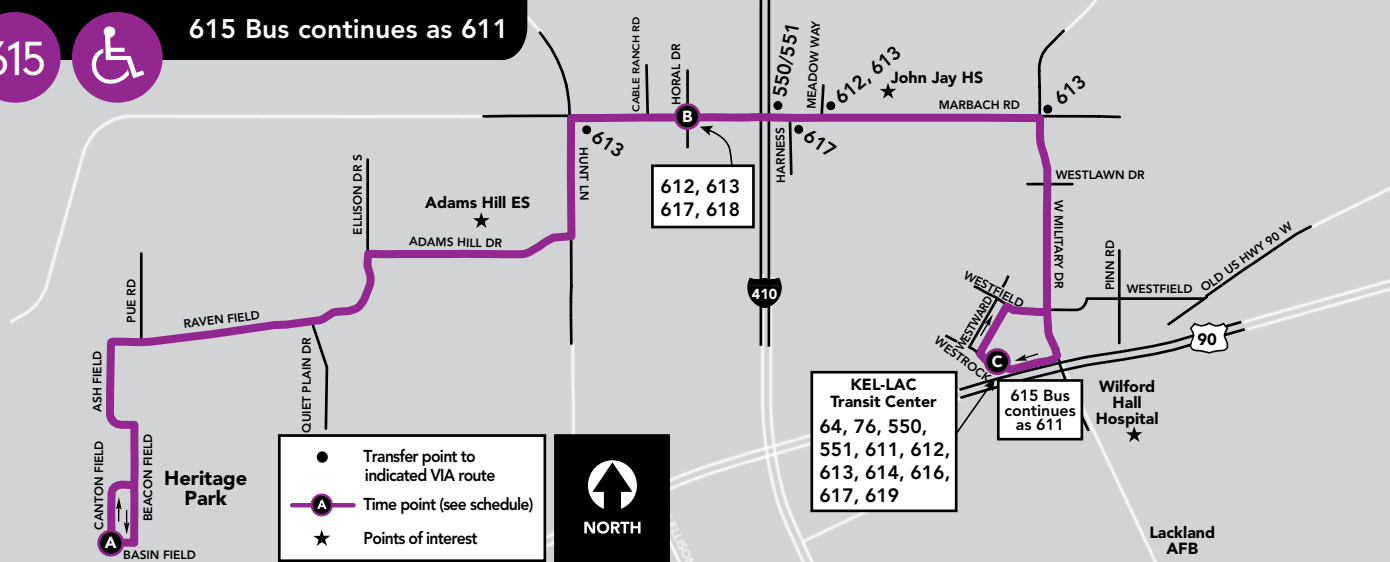 615 Bus continues as 611
615
CABLE RANCH RD
HORAL DR
550/551
MEADOW WAY
612, 613
John Jay HS
MARBACH RD
613
B
613
HUNT LN
HARNESS
617
612, 613
617, 618
ELLISON DR S
Adams Hill ES
ADAMS HILL DR
WESTLAWN DR
W MILITARY DR
PINN RD
OLD US HWY 90 W
WESTFIELD
WESTFIELD
WESTWARD
WESTROCK
410
90
PUE RD
RAVEN FIELD
QUIET PLAIN DR
ASH FIELD
C
KEL-LAC
Transit Center
64, 76, 550,
551, 611, 612,
613, 614, 616,
617, 619
615 Bus
continues
as 611
Wilford
Hall
Hospital
CANTON FIELD
BEACON FIELD
Heritage
Park
A
BASIN FIELD
Transfer point to
indicated VIA route
A
Time point (see schedule)
Points of interest
NORTH
ELLISON
Lackland
AFB